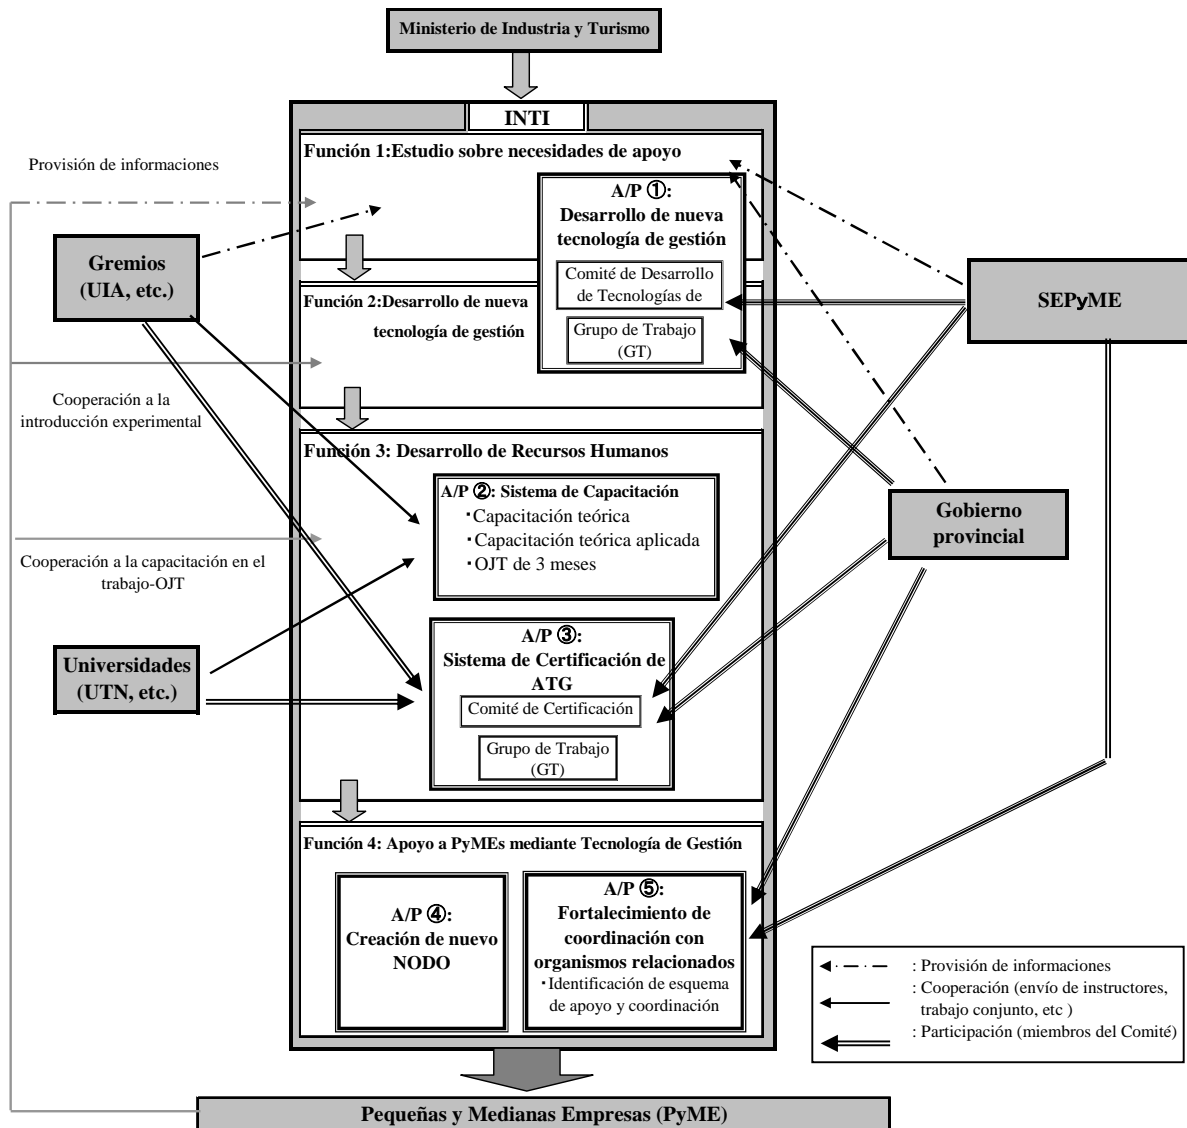 Ministerio de Industria y Turismo
INTI
Función 1:Estudio sobre necesidades de apoyo
Provisión de informaciones
A/P ①:
Desarrollo de nueva
tecnología de gestión
Comité de Desarrollo
de Tecnologías de
Grupo de Trabajo
(GT)
Gremios
(UIA, etc.)
SEPyME
Función 2:Desarrollo de nueva
tecnología de gestión
Cooperación a la
introducción experimental
Función 3: Desarrollo de Recursos Humanos
A/P ②: Sistema de Capacitación
・Capacitación teórica
・Capacitación teórica aplicada
・OJT de 3 meses
Gobierno
provincial
Cooperación a la capacitación en el
trabajo-OJT
A/P ③:
Sistema de Certificación de
ATG
Comité de Certificación
Grupo de Trabajo
(GT)
Universidades
(UTN, etc.)
Función 4: Apoyo a PyMEs mediante Tecnología de Gestión
A/P ④:
Creación de nuevo
NODO
A/P ⑤:
Fortalecimiento de
coordinación con
organismos relacionados
・Identificación de esquema
de apoyo y coordinación
: Provisión de informaciones
: Cooperación (envío de instructores,
trabajo conjunto, etc )
: Participación (miembros del Comité)
Pequeñas y Medianas Empresas (PyME)